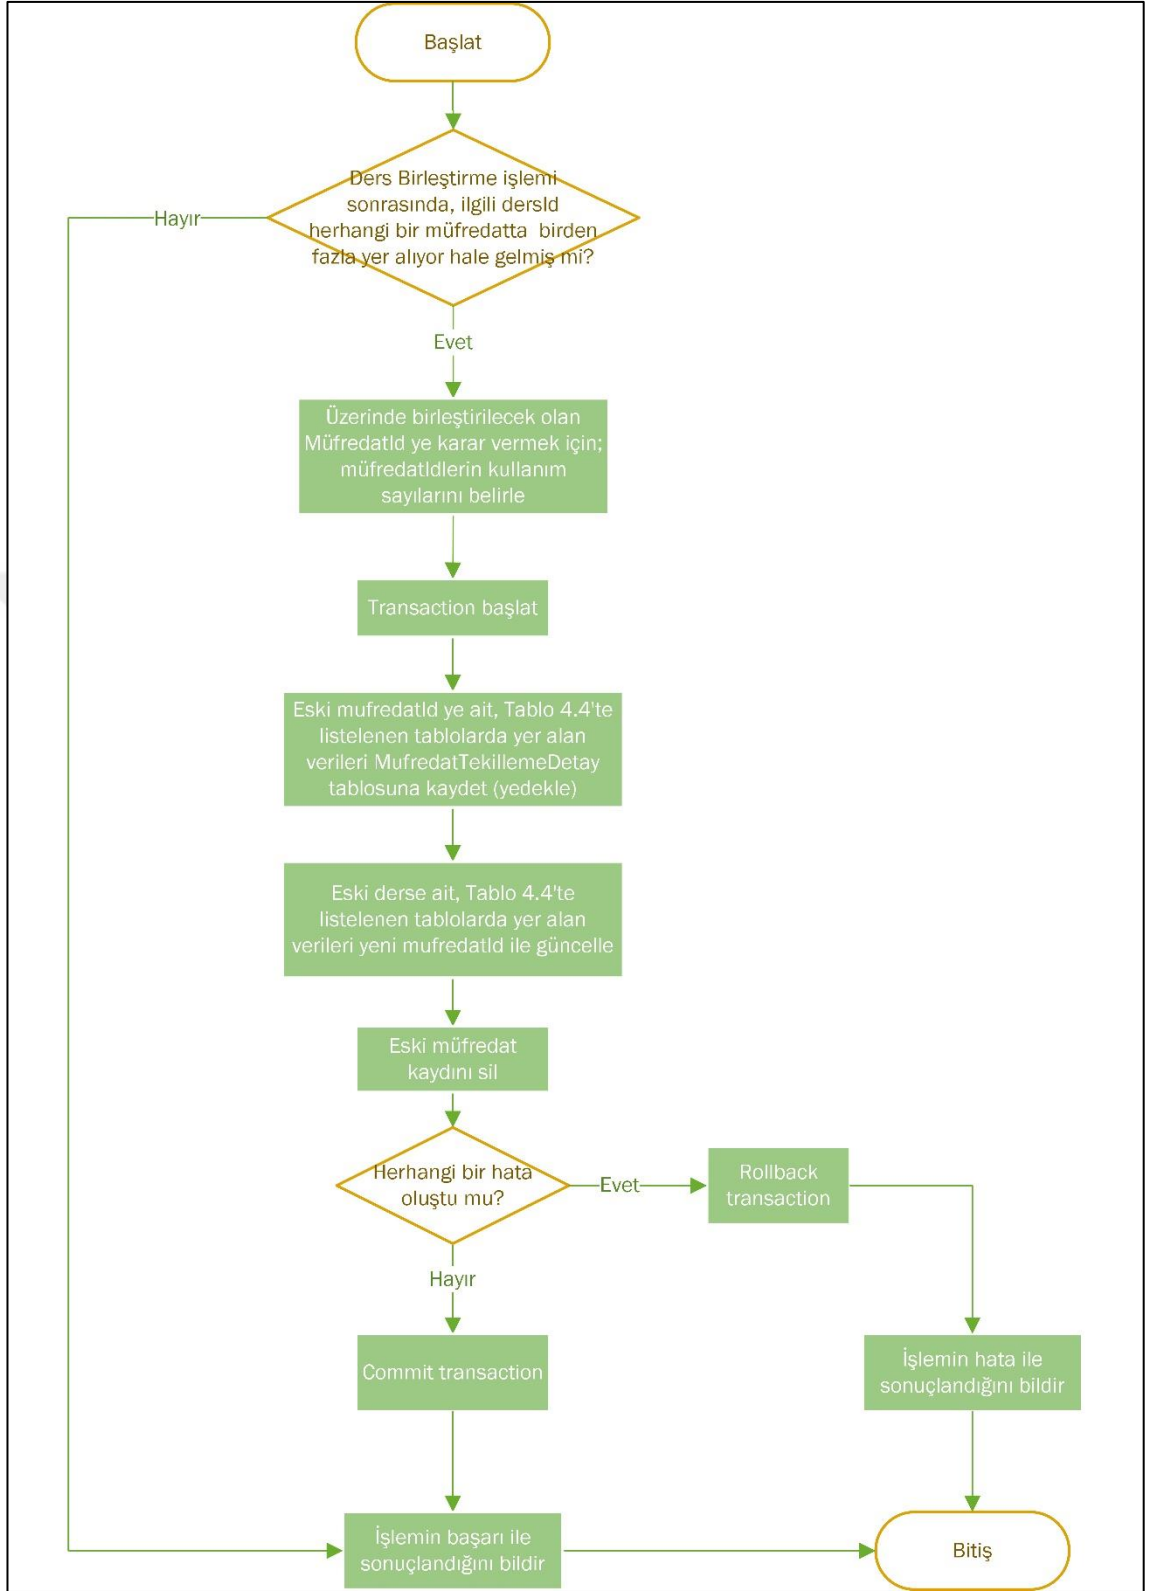 Başlat
Ders Birleştirme işlemi
sonrasında, ilgili dersId
herhangi bir müfredatta  birden
fazla yer alıyor hale gelmiş mi?
Hayır
Evet
Üzerinde birleştirilecek olan
MüfredatId ye karar vermek için;
müfredatIdlerin kullanım
sayılarını belirle
Transaction başlat
Eski mufredatId ye ait, Tablo 4.4'te
listelenen tablolarda yer alan
verileri MufredatTekillemeDetay
tablosuna kaydet (yedekle)
Eski derse ait, Tablo 4.4'te
listelenen tablolarda yer alan
verileri yeni mufredatId ile güncelle
Eski müfredat
kaydını sil
Herhangi bir hata
oluştu mu?
Evet
Rollback
transaction
Hayır
Commit transaction
İşlemin hata ile
sonuçlandığını bildir
İşlemin başarı ile
sonuçlandığını bildir
Bitiş